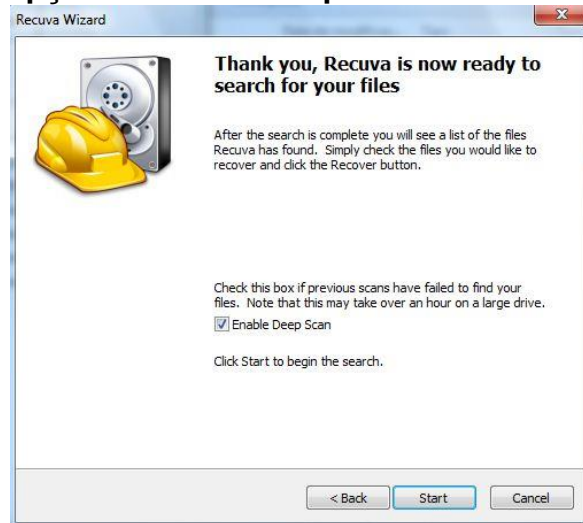 Recuva Wizard
Thank you, Recuva is now ready to
search for your files
After the search is complete you will see a list of the files
Recuva has found. Simply check the files you would like to
recover and click the Recover button.
Check this box if previous scans have failed to find your
files. Note that this may take over an hour on a large drive.
Enable Deep Scan
Click Start to begin the search.
< Back Start Cancel